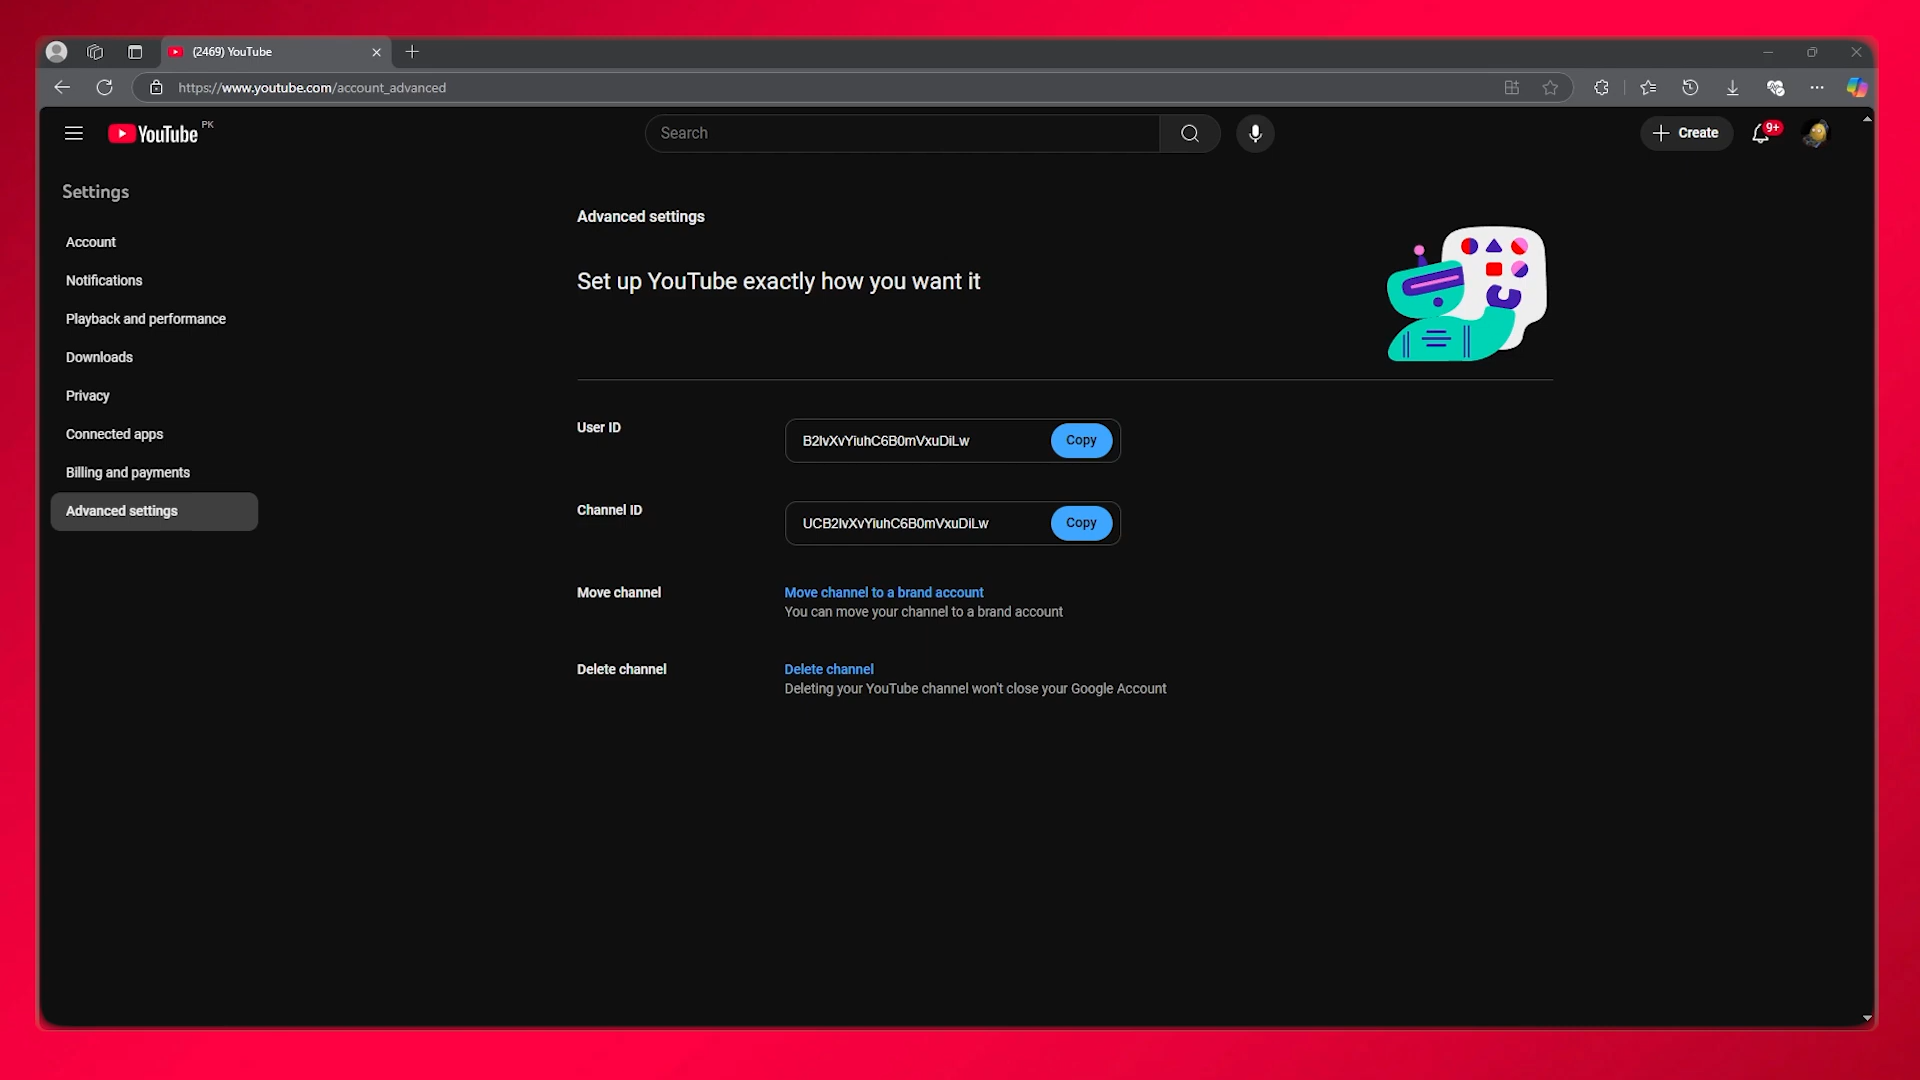 (2469) YouTube
https://www.youtube.com/account_advanced
YouTube PK
Search
Create
9+
Settings
Account
Notifications
Playback and performance
Downloads
Privacy
Connected apps
Billing and payments
Advanced settings
Advanced settings
Set up YouTube exactly how you want it
User ID
B2IvXvYiuhC6B0mVxuDiLw
Copy
Channel ID
UCB2IvXvYiuhC6B0mVxuDiLw
Copy
Move channel
Move channel to a brand account
You can move your channel to a brand account
Delete channel
Delete channel
Deleting your YouTube channel won't close your Google Account